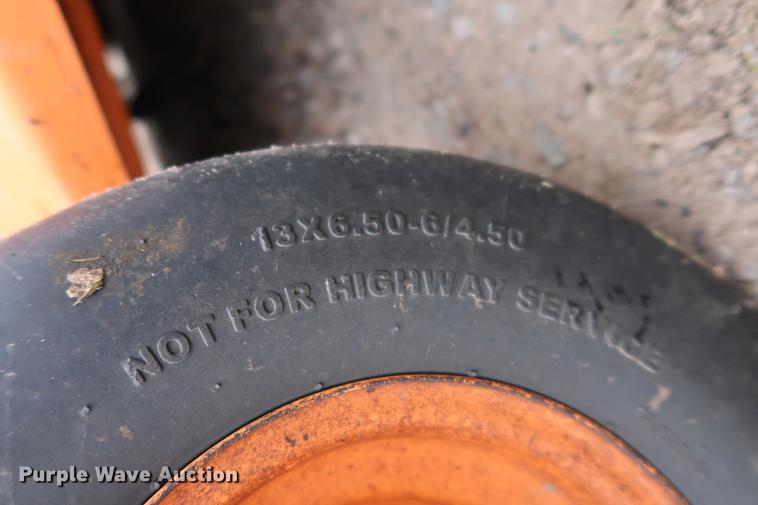 13X6.50-6/4.50
NOT FOR HIGHWAY SERVICE
Purple Wave Auction